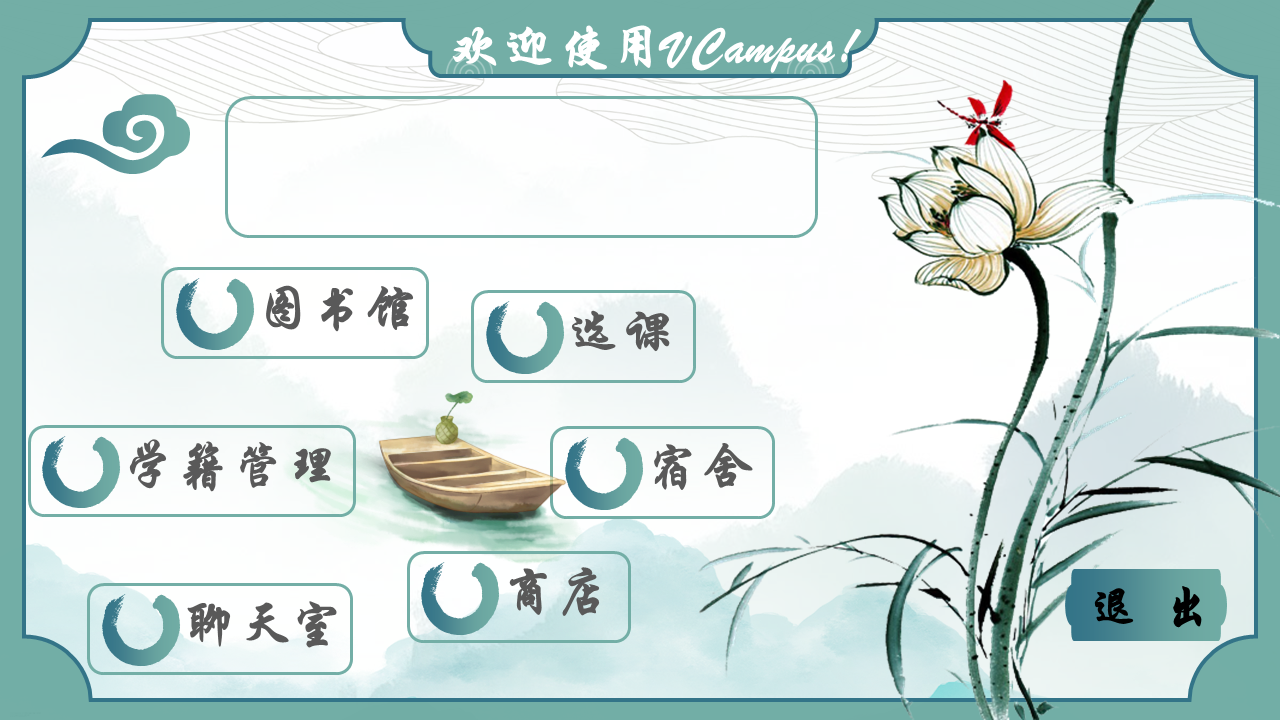 欢迎使用VCampus!
图书馆
选课
学籍管理
宿舍
商店
聊天室
退 出